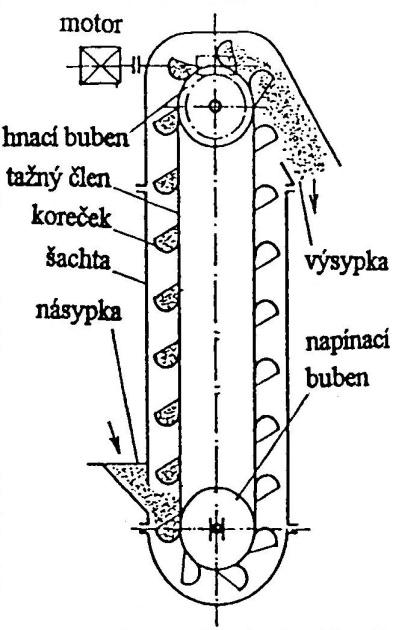 motor
hnací buben
tažný člen
koreček
šachta
násypka
výsypka
napínací
buben